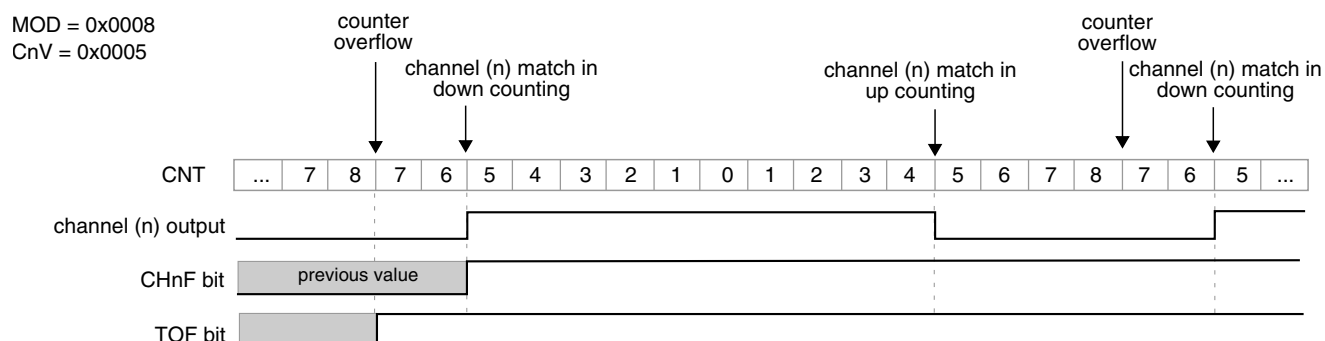 MOD = 0x0008
CnV = 0x0005
counter
overflow
channel (n) match in
down counting
channel (n) match in
up counting
counter
overflow
channel (n) match in
down counting
CNT ... 7 8 7 6 5 4 3 2 1 0 1 2 3 4 5 6 7 8 7 6 5 ...
channel (n) output
CHnF bit previous value
TOF bit